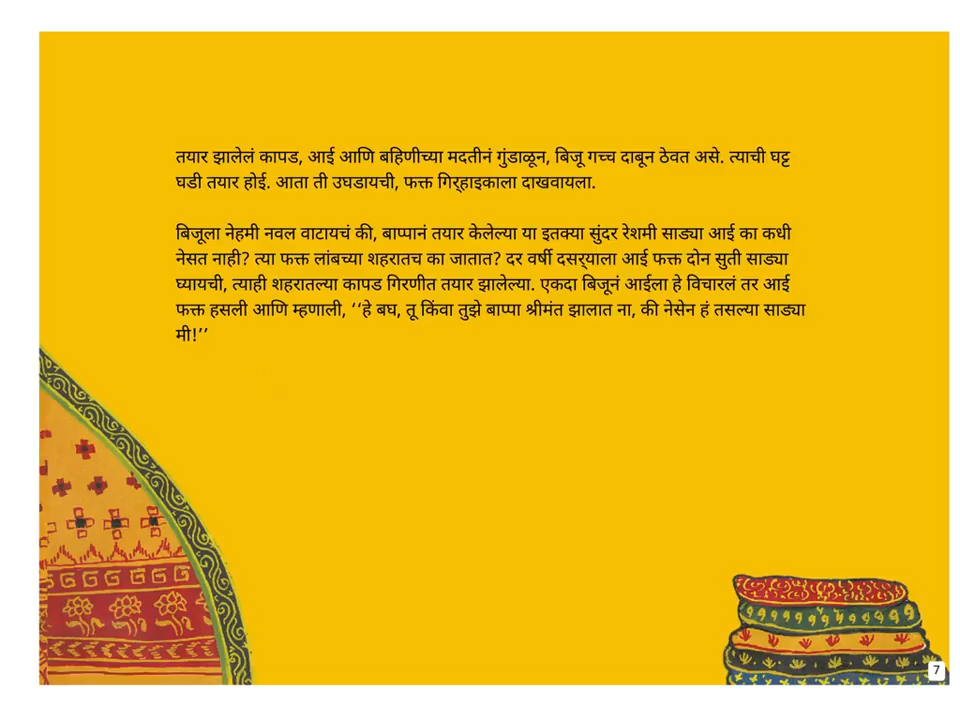 तयार झालेलं कापड, आई आणि बहिणीच्या मदतीनं गुंडाळून, बिजू गच्च दाबून ठेवत असे. त्याची घट्ट
घडी तयार होई. आता ती उघडायची, फक्त गिर्‍हाइकाला दाखवायला.
बिजूला नेहमी नवल वाटायचं की, बाप्पानं तयार केलेल्या या इतक्या सुंदर रेशमी साड्या आई का कधी
नेसत नाही? त्या फक्त लांबच्या शहरातच का जातात? दर वर्षी दसर्‍याला आई फक्त दोन सुती साड्या
घ्यायची, त्याही शहरातल्या कापड गिरणीत तयार झालेल्या. एकदा बिजूनं आईला हे विचारलं तर आई
फक्त हसली आणि म्हणाली, ‘‘हे बघ, तू किंवा तुझे बाप्पा श्रीमंत झालात ना, की नेसेन हं तसल्या साड्या
मी!’’
7